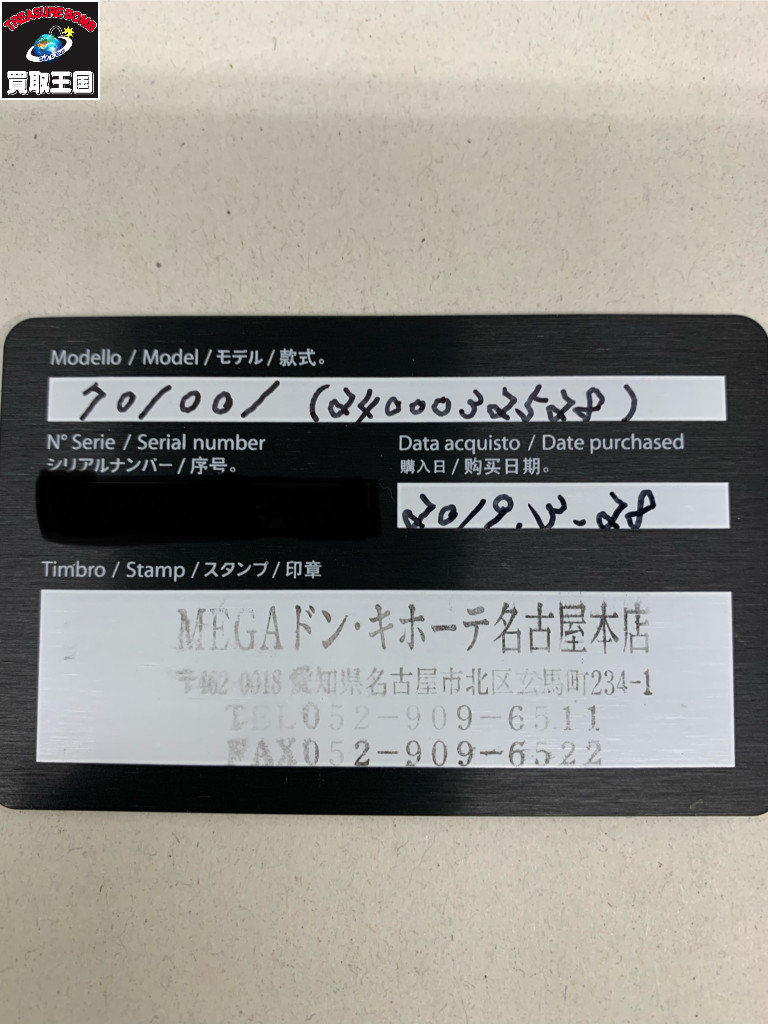 TREASURE BOMB
買取王国
Modello / Model / モデル / 款式。
70/00/ (2400032528)
N° Serie / Serial number
シリアルナンバー / 序号。
Data acquisto / Date purchased
購入日 / 购买日期。
2019.3-28
Timbro / Stamp / スタンプ / 印章
MEGAドン・キホーテ名古屋本店
〒462-0018 愛知県名古屋市北区玄馬町234-1
TEL052-909-6511
FAX052-909-6522